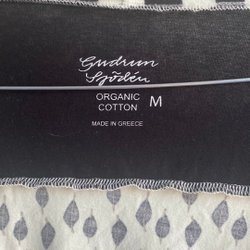 Gudrun
Sjödén
ORGANIC
COTTON M
MADE IN GREECE